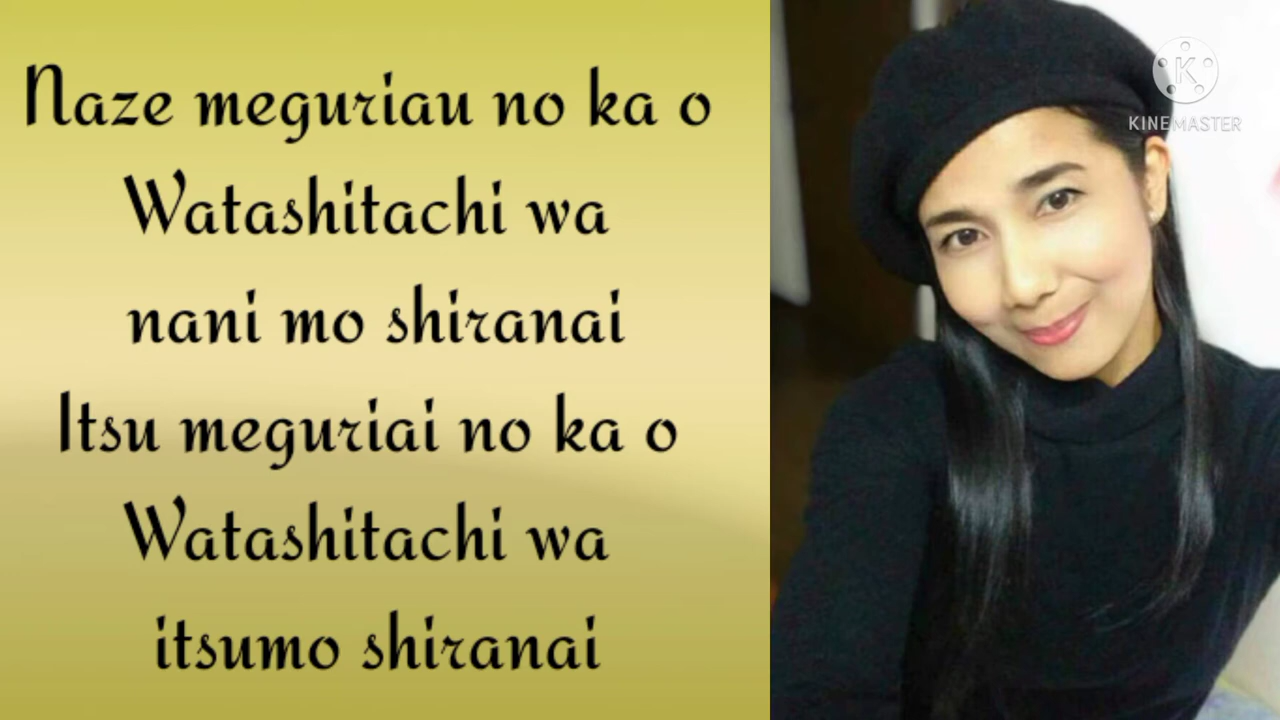 Naze meguriau no ka o
Watashitachi wa
nani mo shiranai
Itsu meguriai no ka o
Watashitachi wa
itsumo shiranai
K
KINEMASTER